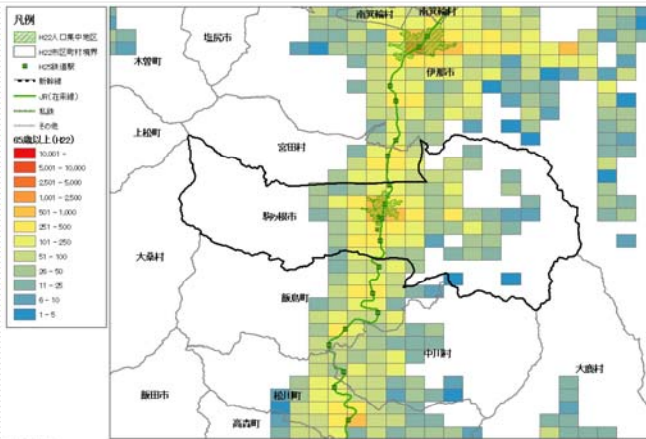 凡例
H22人口集中地区
H22市区町村境界
H25鉄道駅
新幹線
JR(在来線)
私鉄
その他
65歳以上(H22)
10,001 -
5,001 - 10,000
2,501 - 5,000
1,001 - 2,500
501 - 1,000
251 - 500
101 - 250
51 - 100
26 - 50
11 - 25
6 - 10
1 - 5
南箕輪村
南箕輪村
塩尻市
木曽町
伊那市
上松町
宮田村
駒ヶ根市
大桑村
飯島町
中川村
大鹿村
飯田市
松川町
高森町